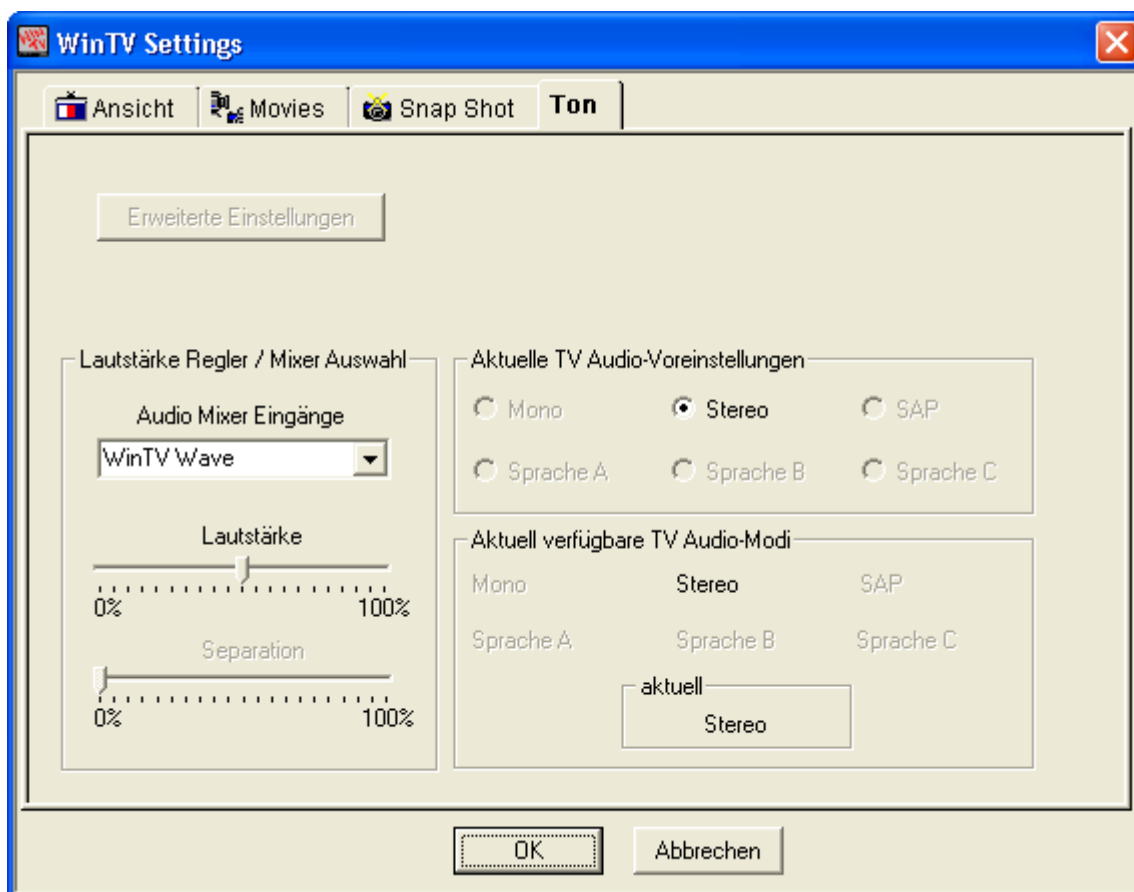 WinTV Settings
Ansicht Movies Snap Shot Ton
Erweiterte Einstellungen
Lautstärke Regler / Mixer Auswahl
Audio Mixer Eingänge
WinTV Wave
Lautstärke
0% 100%
Separation
0% 100%
Aktuelle TV Audio-Voreinstellungen
Mono Stereo SAP
Sprache A Sprache B Sprache C
Aktuell verfügbare TV Audio-Modi
Mono Stereo SAP
Sprache A Sprache B Sprache C
aktuell
Stereo
OK Abbrechen